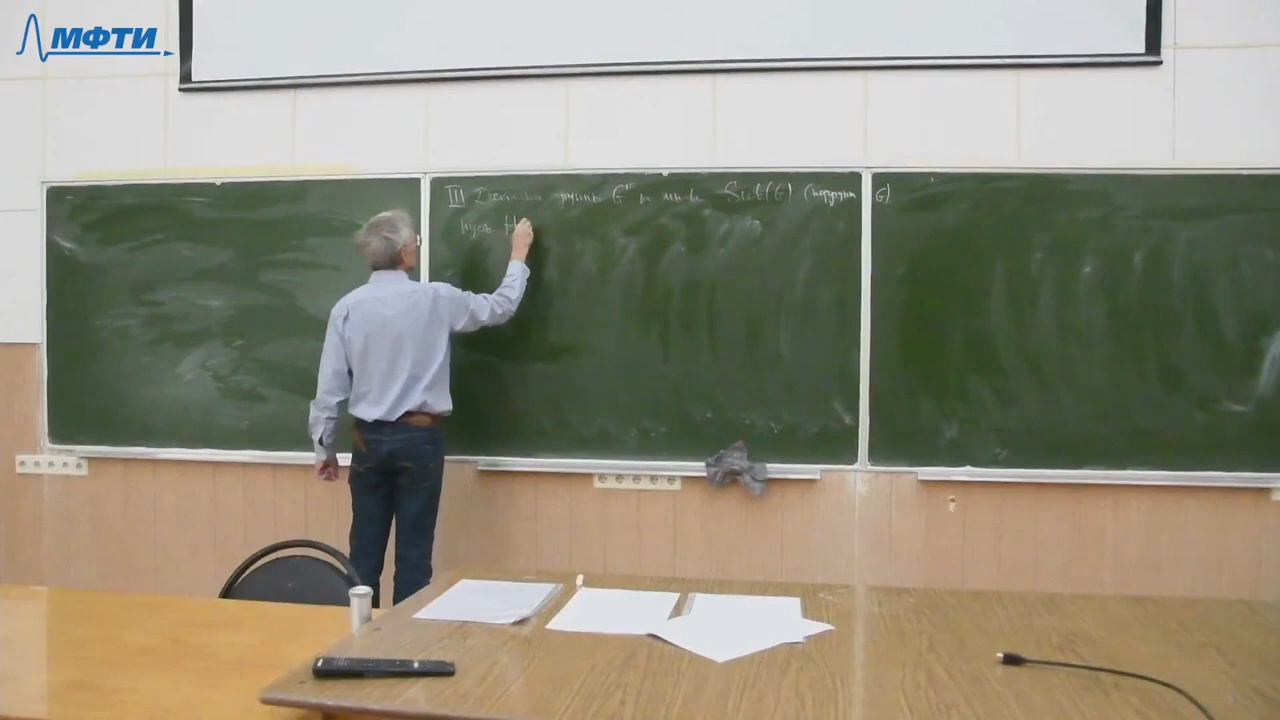 МФТИ
III Действие группы G на мн-ве Sub(G) (подгрупп G)
Пусть H